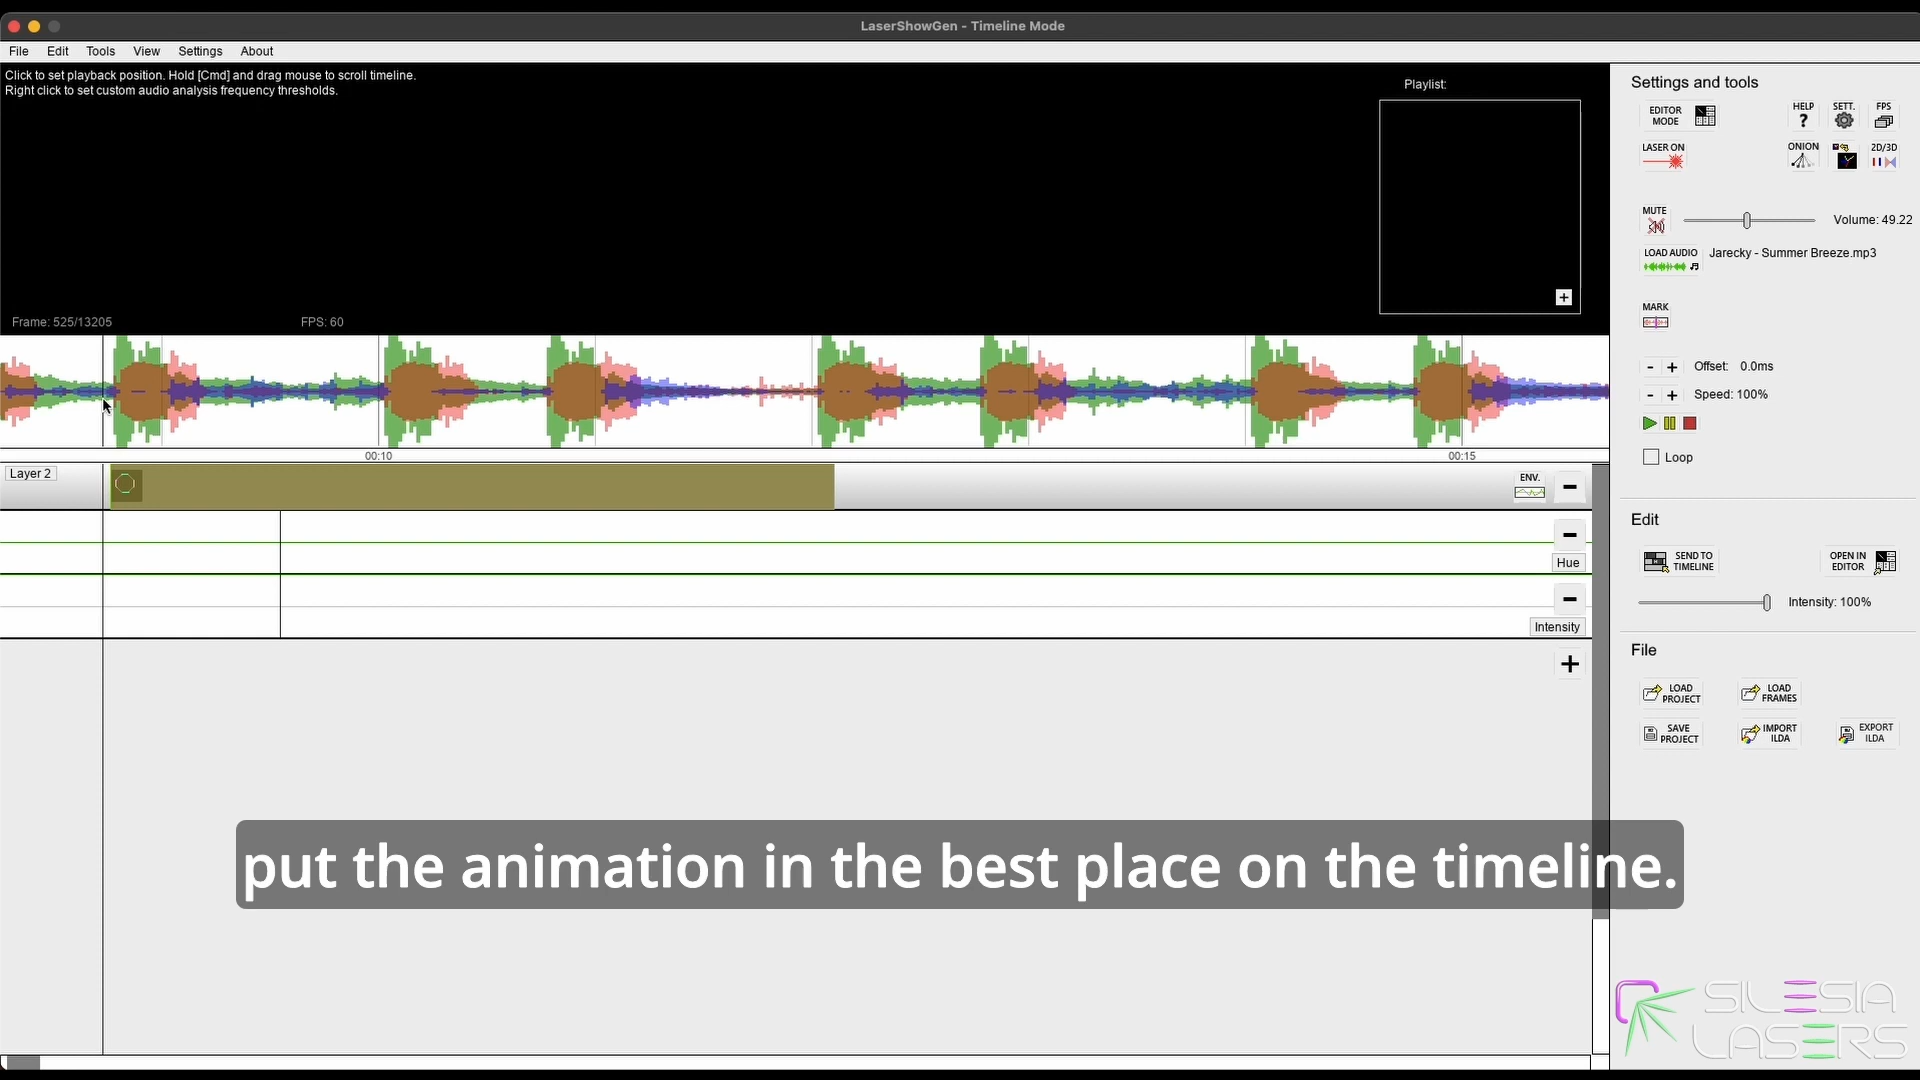 LaserShowGen - Timeline Mode
File Edit Tools View Settings About
Click to set playback position. Hold [Cmd] and drag mouse to scroll timeline.
Right click to set custom audio analysis frequency thresholds.
Playlist:
+
Frame: 525/13205
FPS: 60
00:10
00:15
Layer 2
ENV.
Hue
Intensity
+
put the animation in the best place on the timeline.
Settings and tools
EDITOR
MODE
HELP
?
SETT.
FPS
LASER ON
ONION
2D/3D
MUTE
Volume: 49.22
LOAD AUDIO
Jarecky - Summer Breeze.mp3
MARK
- + Offset: 0.0ms
- + Speed: 100%
Loop
Edit
SEND TO
TIMELINE
OPEN IN
EDITOR
Intensity: 100%
File
LOAD
PROJECT
LOAD
FRAMES
SAVE
PROJECT
IMPORT
ILDA
EXPORT
ILDA
SILESIA
LASERS